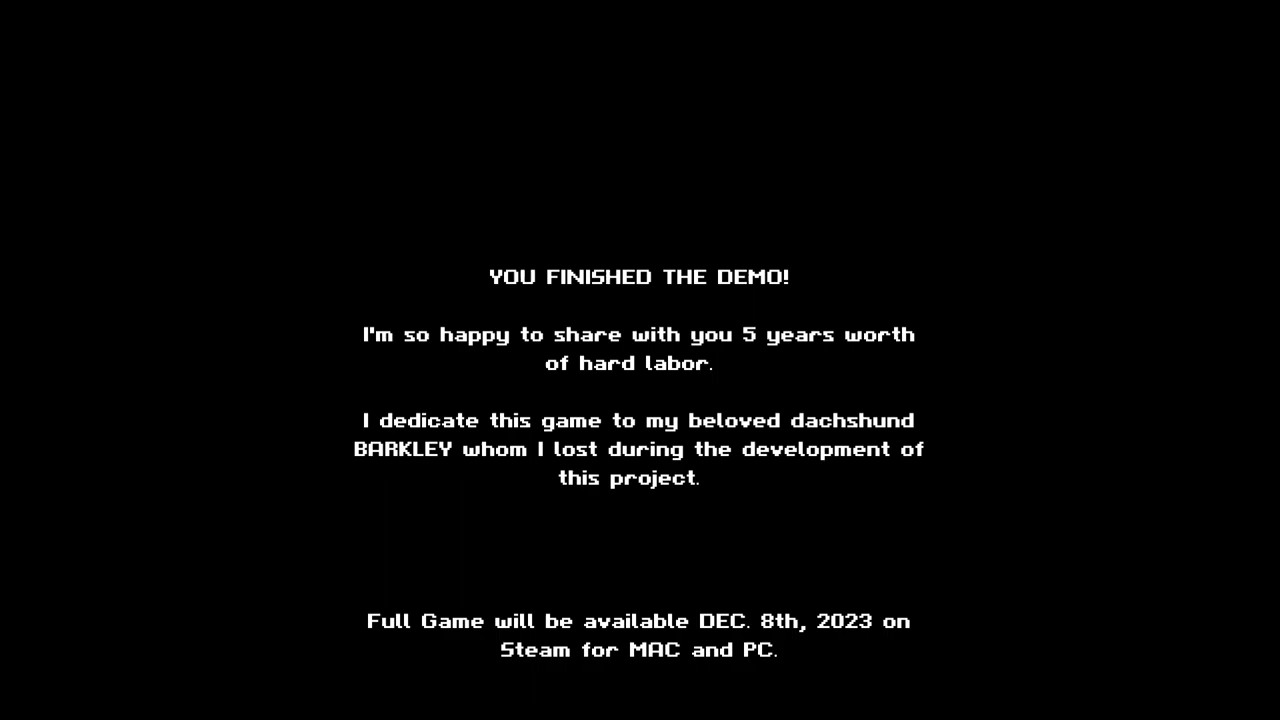 YOU FINISHED THE DEMO!
I'm so happy to share with you 5 years worth
of hard labor.
I dedicate this game to my beloved dachshund
BARKLEY whom I lost during the development of
this project.
Full Game will be available DEC. 8th, 2023 on
Steam for MAC and PC.